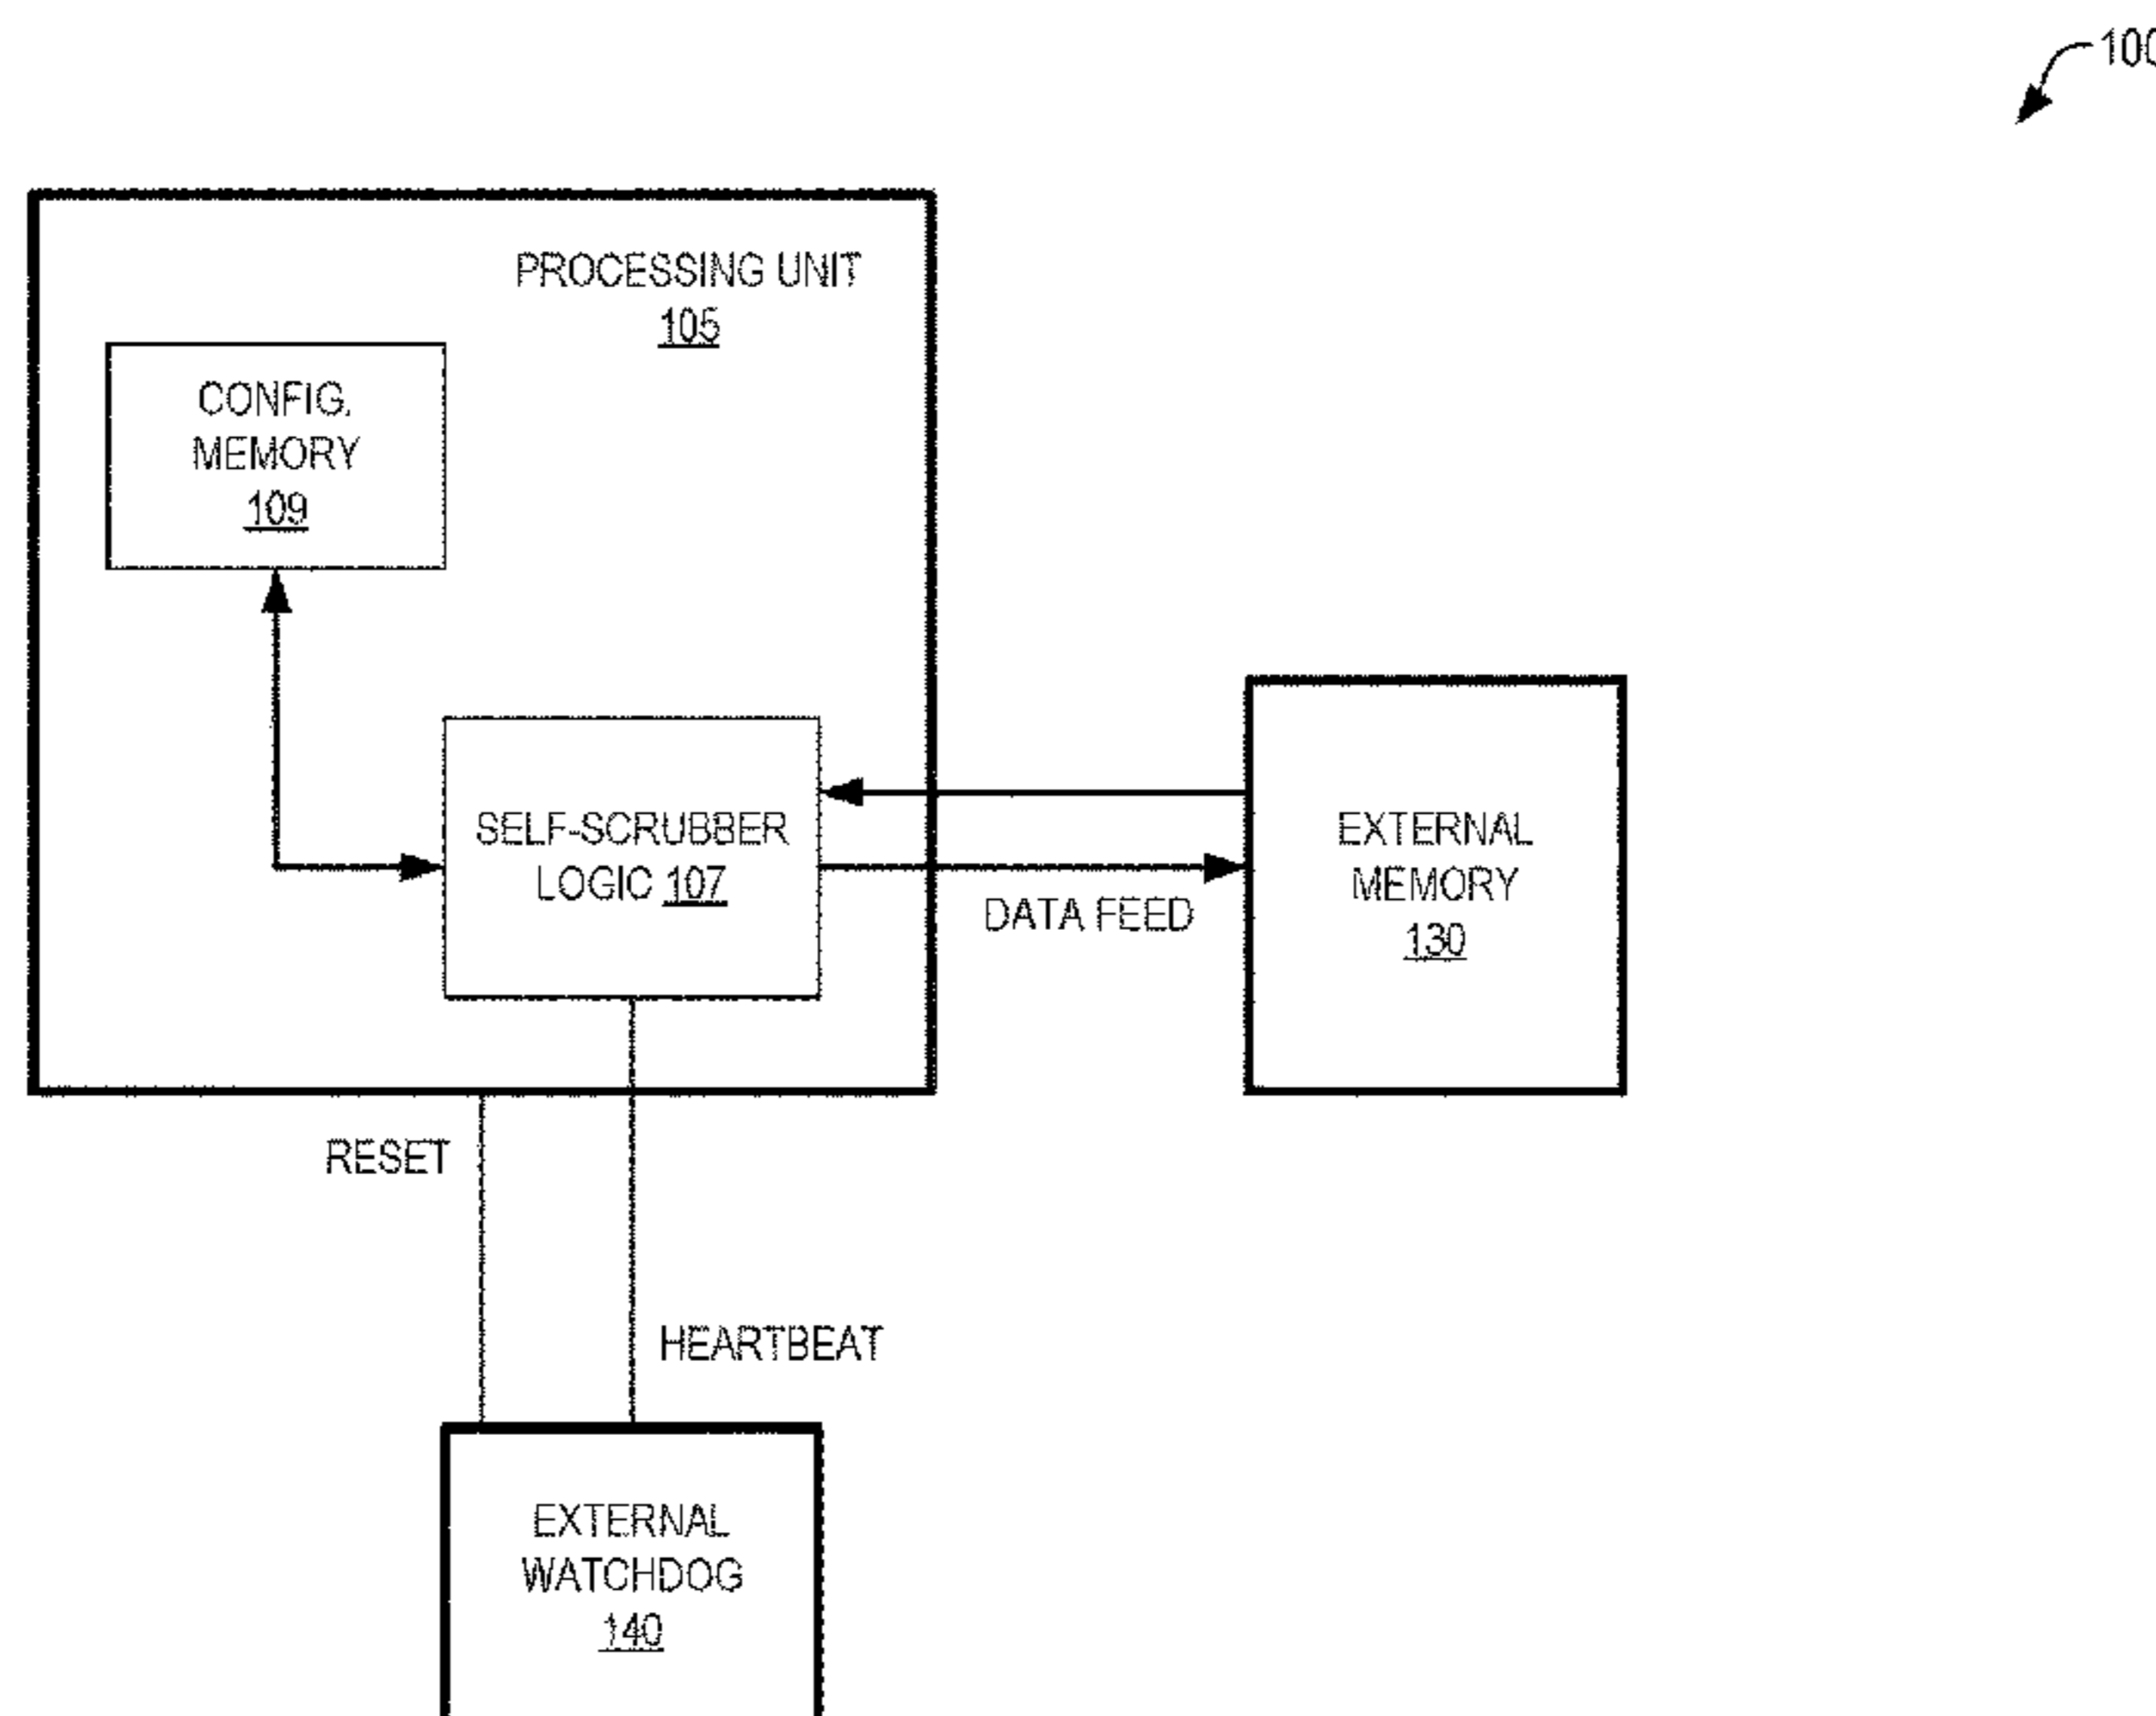 100
PROCESSING UNIT
105
CONFIG.
MEMORY
109
SELF-SCRUBBER
LOGIC 107
EXTERNAL
MEMORY
130
DATA FEED
RESET
HEARTBEAT
EXTERNAL
WATCHDOG
140